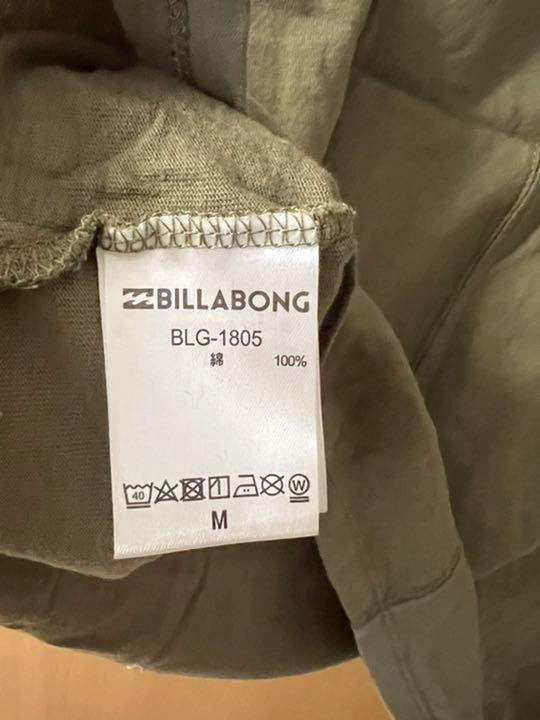 BILLABONG
BLG-1805
綿 100%
40 W
M